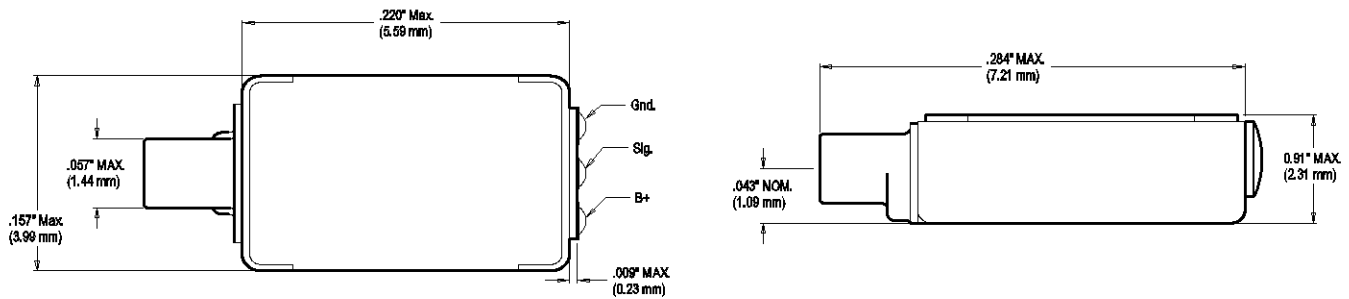 .220" Max.
(5.59 mm)
Gnd.
Sig.
B+
.057" MAX.
(1.44 mm)
.157" Max.
(3.99 mm)
.009" MAX.
(0.23 mm)
.284" MAX.
(7.21 mm)
.043" NOM.
(1.09 mm)
0.91" MAX.
(2.31 mm)